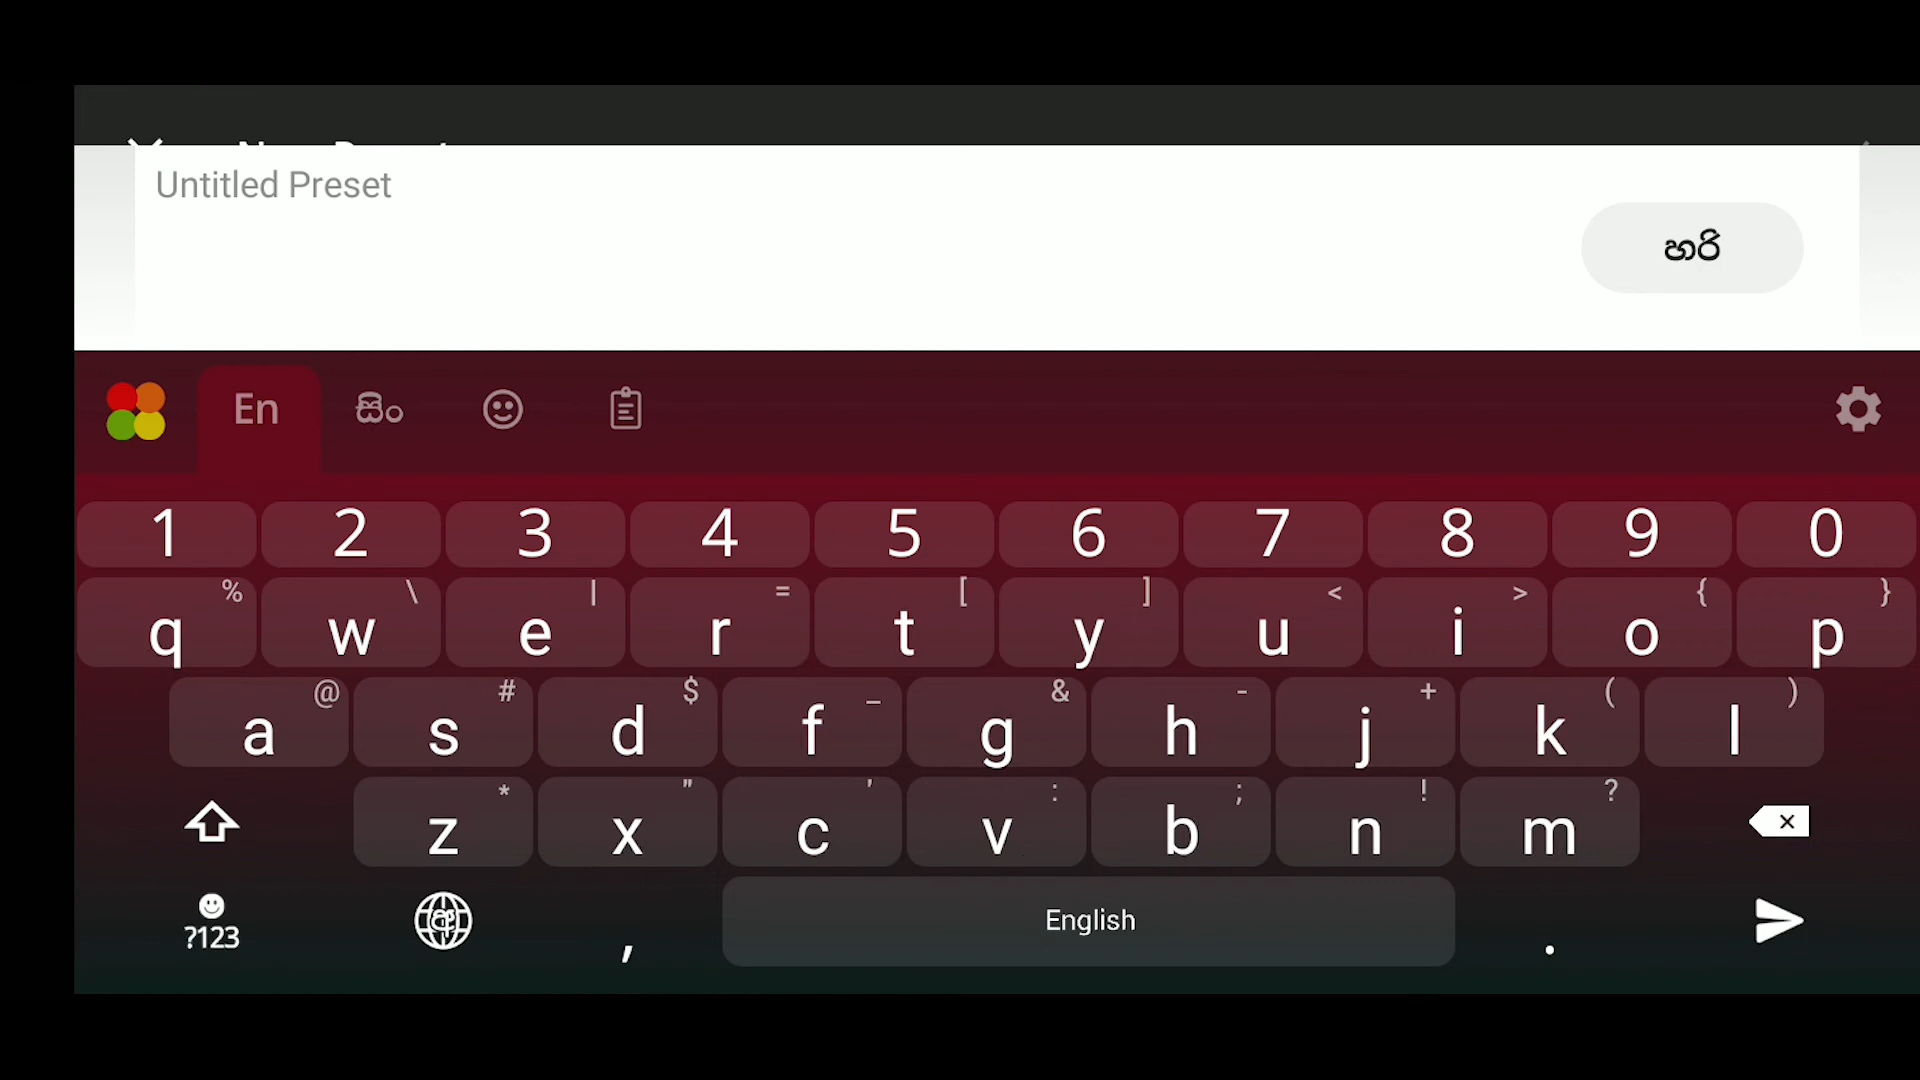 Untitled Preset
හරි
En සිං
1 2 3 4 5 6 7 8 9 0
% \ | = [ ] < > { }
q w e r t y u i o p
@ # $ _ & - + ( )
a s d f g h j k l
* " ' : ; ! ?
z x c v b n m
?123 , English .